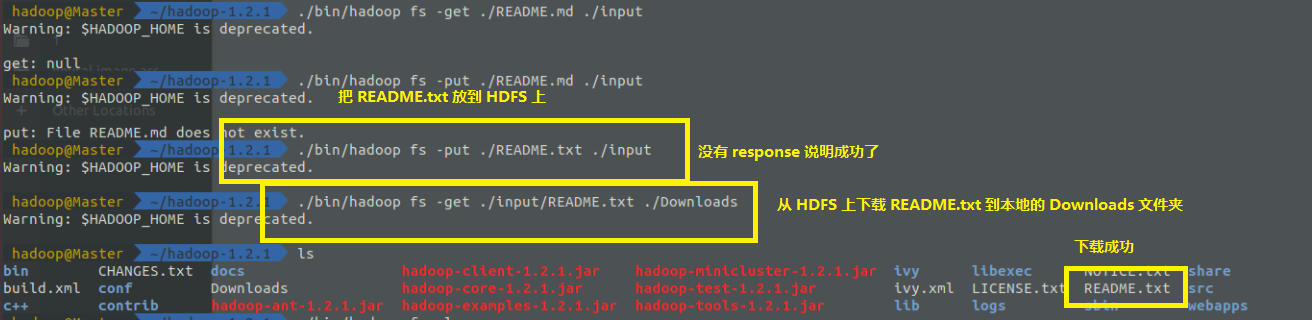 hadoop@Master ~/hadoop-1.2.1 ./bin/hadoop fs -get ./README.md ./input
Warning: $HADOOP_HOME is deprecated.
get: null
hadoop@Master ~/hadoop-1.2.1 ./bin/hadoop fs -put ./README.md ./input
Warning: $HADOOP_HOME is deprecated.
把 README.txt 放到 HDFS 上
Other Locations
put: File README.md does not exist.
hadoop@Master ~/hadoop-1.2.1 ./bin/hadoop fs -put ./README.txt ./input
没有 response 说明成功了
Warning: $HADOOP_HOME is deprecated.
hadoop@Master ~/hadoop-1.2.1 ./bin/hadoop fs -get ./input/README.txt ./Downloads
从 HDFS 上下载 README.txt 到本地的 Downloads 文件夹
Warning: $HADOOP_HOME is deprecated.
下载成功
hadoop@Master ~/hadoop-1.2.1 ls
bin CHANGES.txt docs hadoop-client-1.2.1.jar hadoop-minicluster-1.2.1.jar ivy libexec NOTICE.txt share
build.xml conf Downloads hadoop-core-1.2.1.jar hadoop-test-1.2.1.jar ivy.xml LICENSE.txt README.txt src
c++ contrib hadoop-ant-1.2.1.jar hadoop-examples-1.2.1.jar hadoop-tools-1.2.1.jar lib logs sbin webapps